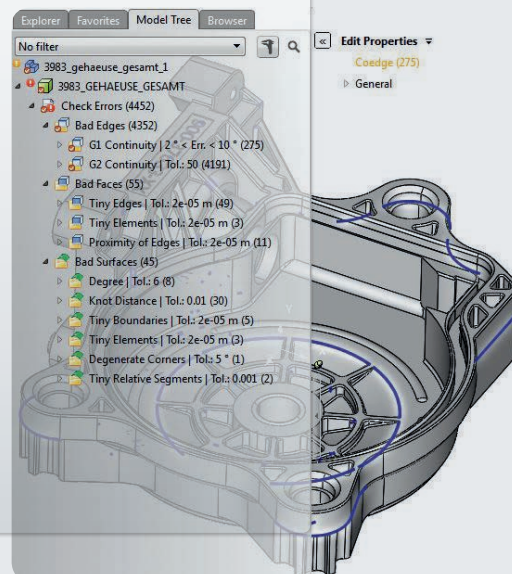 Explorer Favorites Model Tree Browser
No filter
« Edit Properties
Coedge (275)
General
3983_gehaeuse_gesamt_1
3983_GEHAEUSE_GESAMT
Check Errors (4452)
Bad Edges (4352)
G1 Continuity | 2 ° < Err. < 10 ° (275)
G2 Continuity | Tol.: 50 (4191)
Bad Faces (55)
Tiny Edges | Tol.: 2e-05 m (49)
Tiny Elements | Tol.: 2e-05 m (3)
Proximity of Edges | Tol.: 2e-05 m (11)
Bad Surfaces (45)
Degree | Tol.: 6 (8)
Knot Distance | Tol.: 0.01 (30)
Tiny Boundaries | Tol.: 2e-05 m (5)
Tiny Elements | Tol.: 2e-05 m (3)
Degenerate Corners | Tol.: 5 ° (1)
Tiny Relative Segments | Tol.: 0.001 (2)